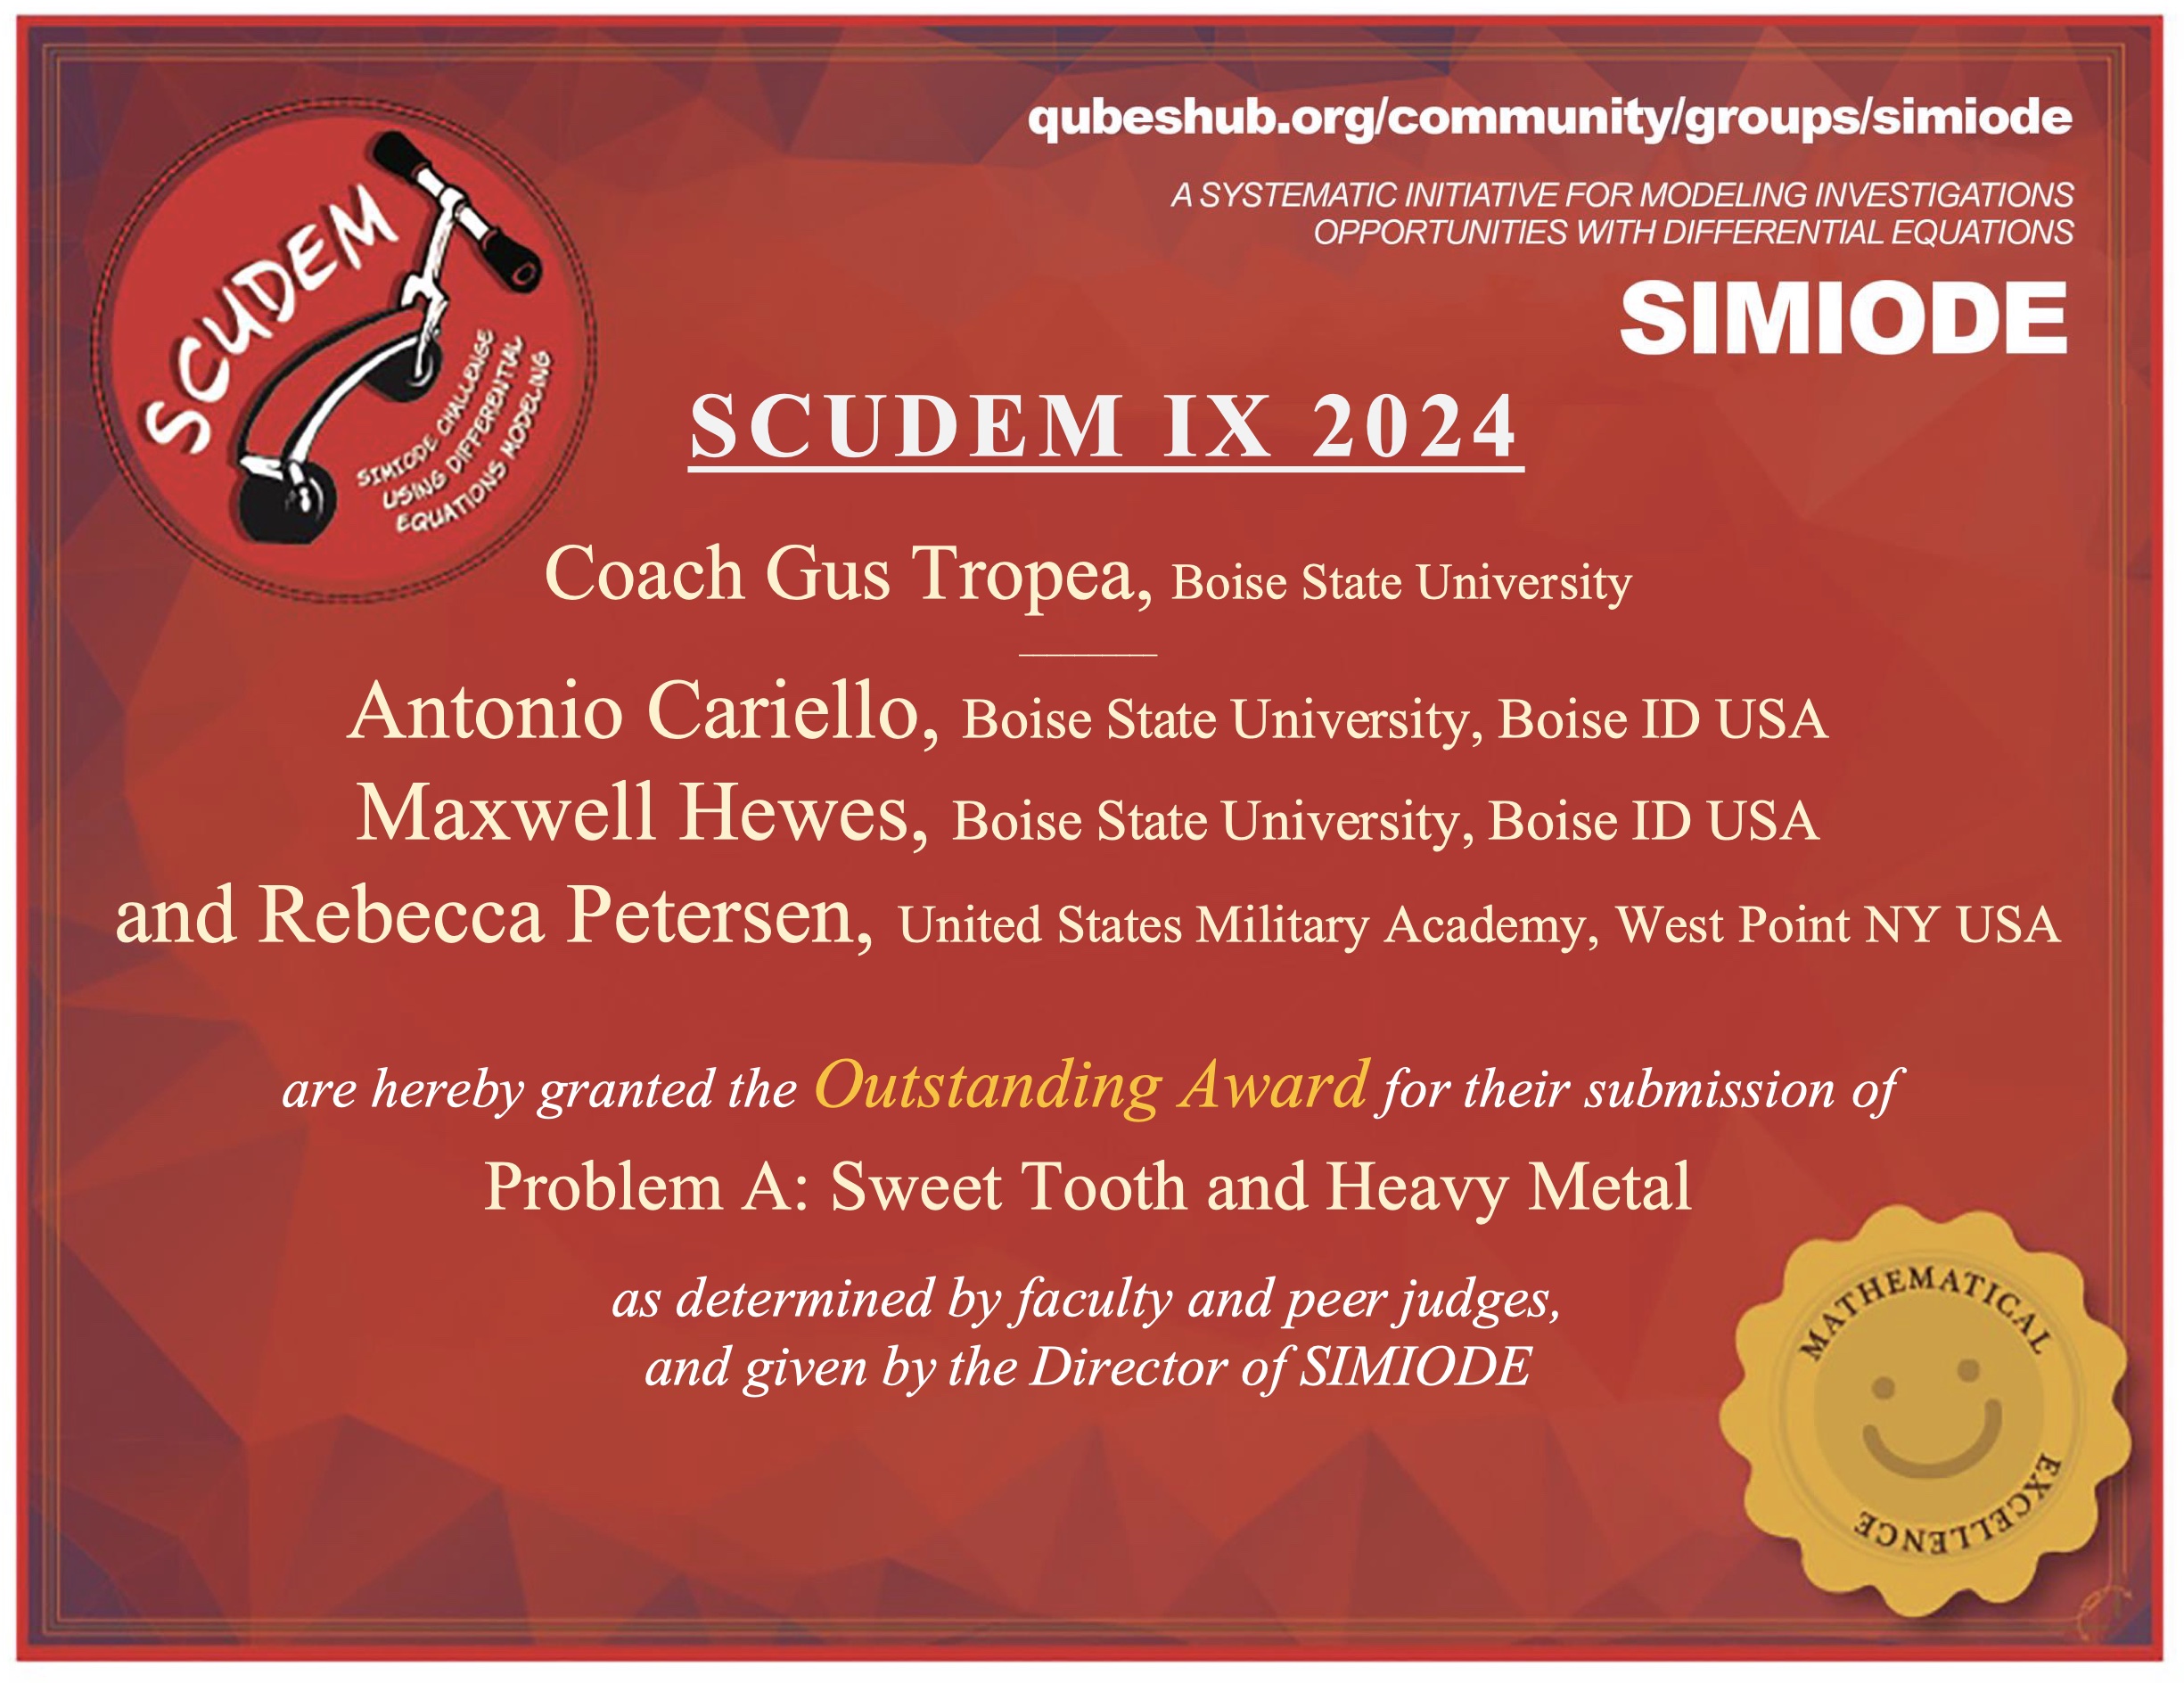 SCUDEM
SIMIODE CHALLENGE
USING DIFFERENTIAL
EQUATIONS MODELING
qubeshub.org/community/groups/simiode
A SYSTEMATIC INITIATIVE FOR MODELING INVESTIGATIONS
OPPORTUNITIES WITH DIFFERENTIAL EQUATIONS
SIMIODE
SCUDEM IX 2024
Coach Gus Tropea, Boise State University
Antonio Cariello, Boise State University, Boise ID USA
Maxwell Hewes, Boise State University, Boise ID USA
and Rebecca Petersen, United States Military Academy, West Point NY USA
are hereby granted the Outstanding Award for their submission of
Problem A: Sweet Tooth and Heavy Metal
as determined by faculty and peer judges,
and given by the Director of SIMIODE
MATHEMATICAL
EXCELLENCE